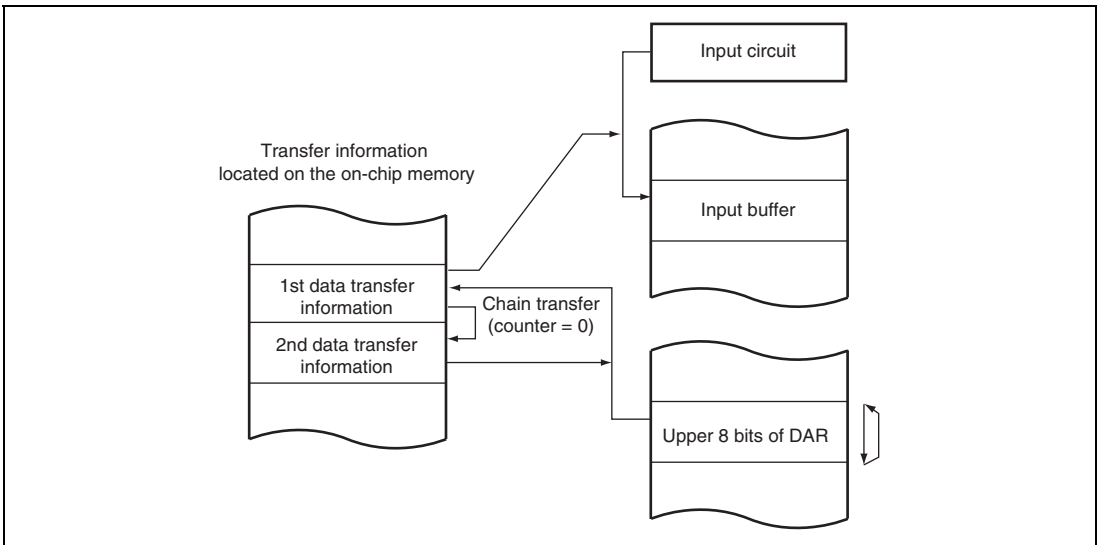 Input circuit
Transfer information
located on the on-chip memory
Input buffer
1st data transfer
information
Chain transfer
(counter = 0)
2nd data transfer
information
Upper 8 bits of DAR